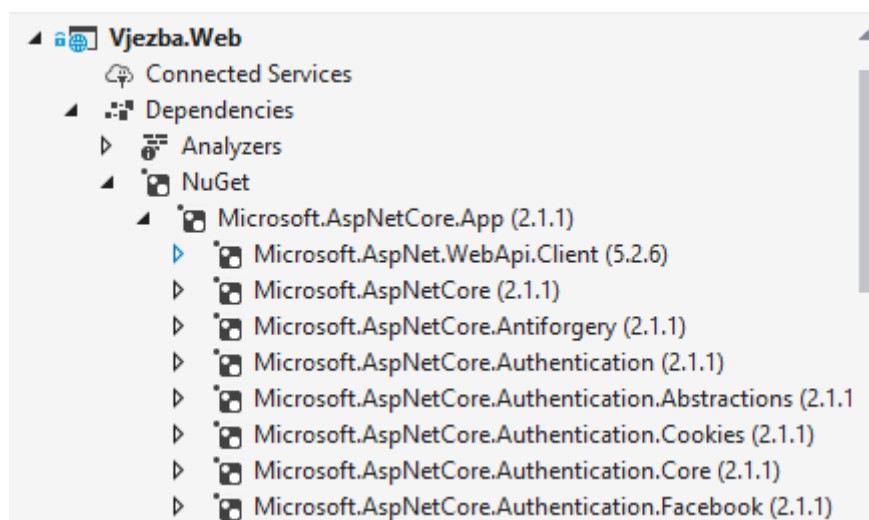 Vjezba.Web
Connected Services
Dependencies
Analyzers
NuGet
Microsoft.AspNetCore.App (2.1.1)
Microsoft.AspNet.WebApi.Client (5.2.6)
Microsoft.AspNetCore (2.1.1)
Microsoft.AspNetCore.Antiforgery (2.1.1)
Microsoft.AspNetCore.Authentication (2.1.1)
Microsoft.AspNetCore.Authentication.Abstractions (2.1.1
Microsoft.AspNetCore.Authentication.Cookies (2.1.1)
Microsoft.AspNetCore.Authentication.Core (2.1.1)
Microsoft.AspNetCore.Authentication.Facebook (2.1.1)